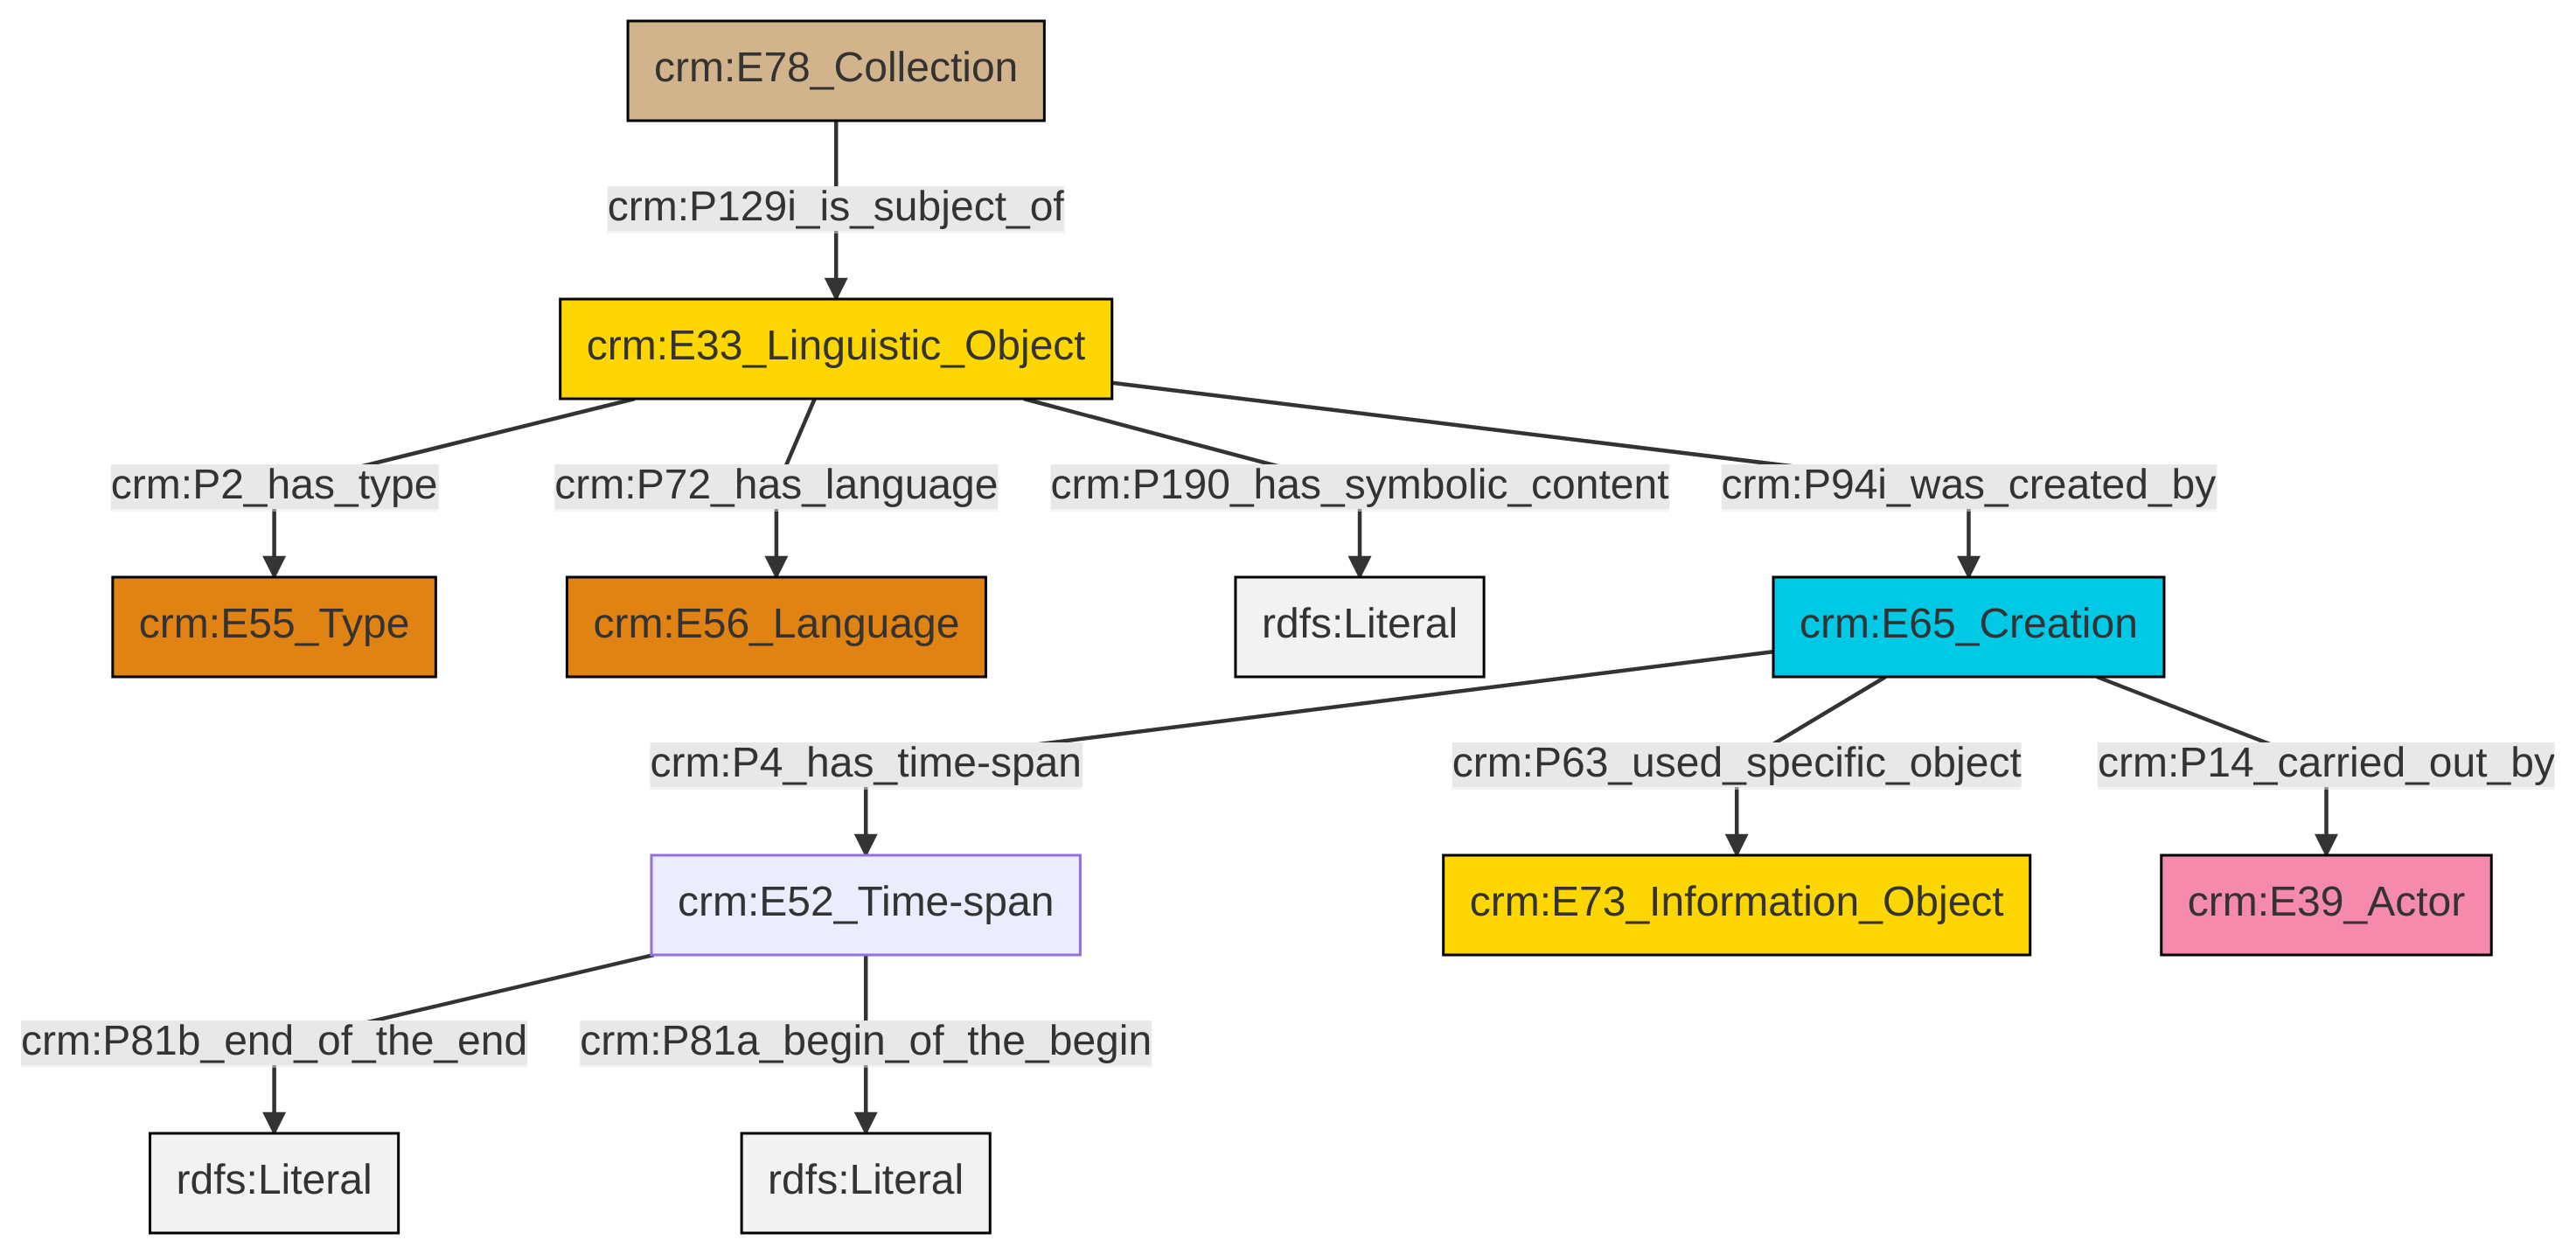 crm:E78_Collection
crm:P129i_is_subject_of
crm:E33_Linguistic_Object
crm:P2_has_type
crm:P72_has_language
crm:P190_has_symbolic_content
crm:P94i_was_created_by
crm:E55_Type
crm:E56_Language
rdfs:Literal
crm:E65_Creation
crm:P4_has_time-span
crm:P63_used_specific_object
crm:P14_carried_out_by
crm:E52_Time-span
crm:E73_Information_Object
crm:E39_Actor
crm:P81b_end_of_the_end
crm:P81a_begin_of_the_begin
rdfs:Literal
rdfs:Literal